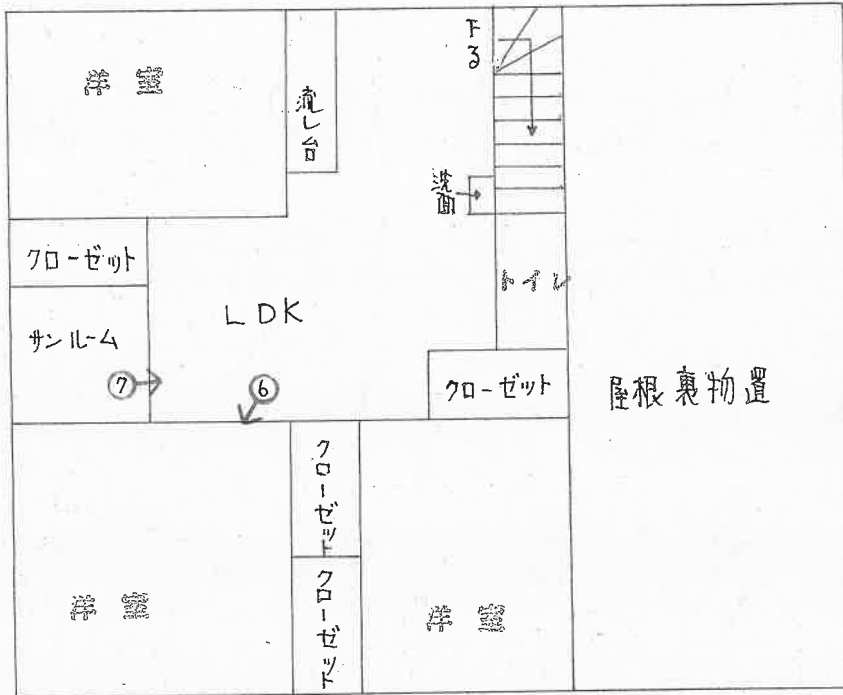 洋室
流し台
下る
洗面
クローゼット
トイレ
サンルーム
LDK
⑦
⑥
クローゼット
屋根裏物置
クローゼット
クローゼット
洋室
洋室